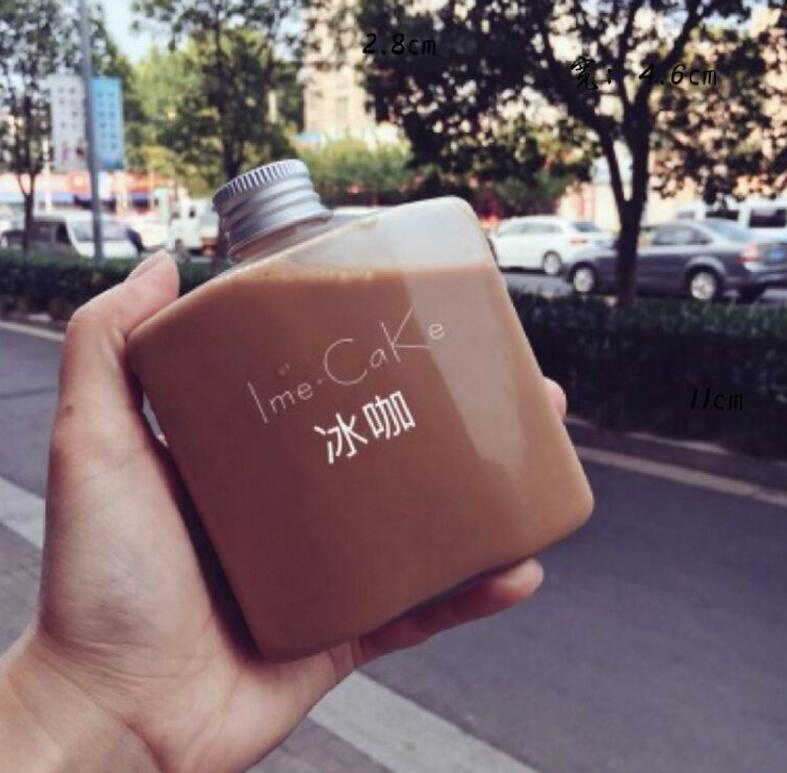 2.8cm
宽：4.6cm
Ime·CaKe
冰咖
11cm